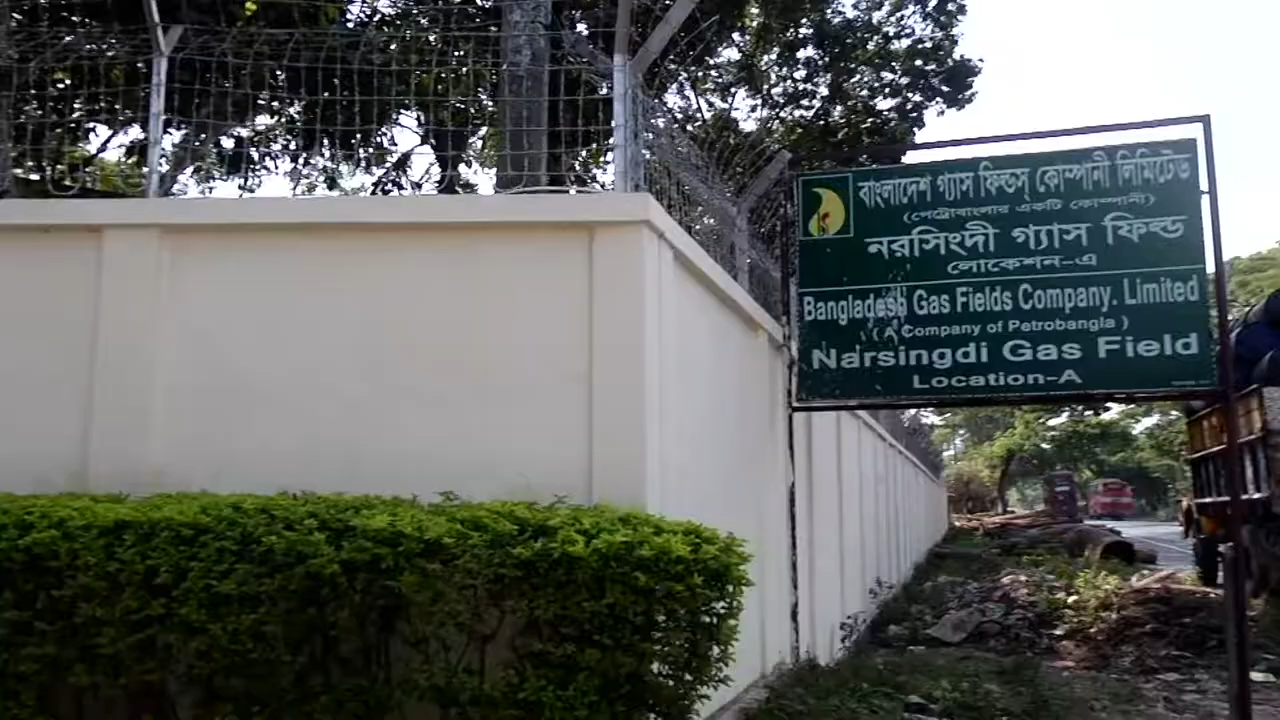 বাংলাদেশ গ্যাস ফিল্ডস্ কোম্পানী লিমিটেড
(পেট্রোবাংলার একটি কোম্পানী)
নরসিংদী গ্যাস ফিল্ড
লোকেশন-এ
Bangladesh Gas Fields Company. Limited
( A Company of Petrobangla )
Narsingdi Gas Field
Location-A